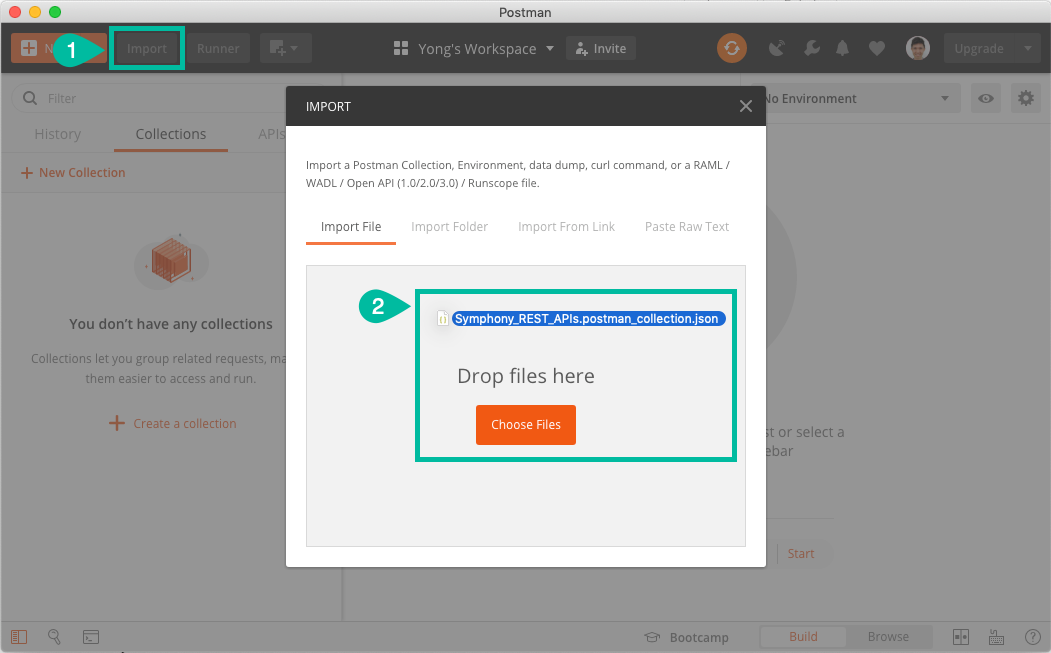 Postman
1
Import
Runner
Yong's Workspace
Invite
Upgrade
Filter
No Environment
History
Collections
APIs
New Collection
IMPORT
Import a Postman Collection, Environment, data dump, curl command, or a RAML /
WADL / Open API (1.0/2.0/3.0) / Runscope file.
Import File
Import Folder
Import From Link
Paste Raw Text
2
Symphony_REST_APIs.postman_collection.json
Drop files here
Choose Files
You don't have any collections
Collections let you group related requests,
them easier to access and run.
Create a collection
or select a
Start
Bootcamp
Build
Browse